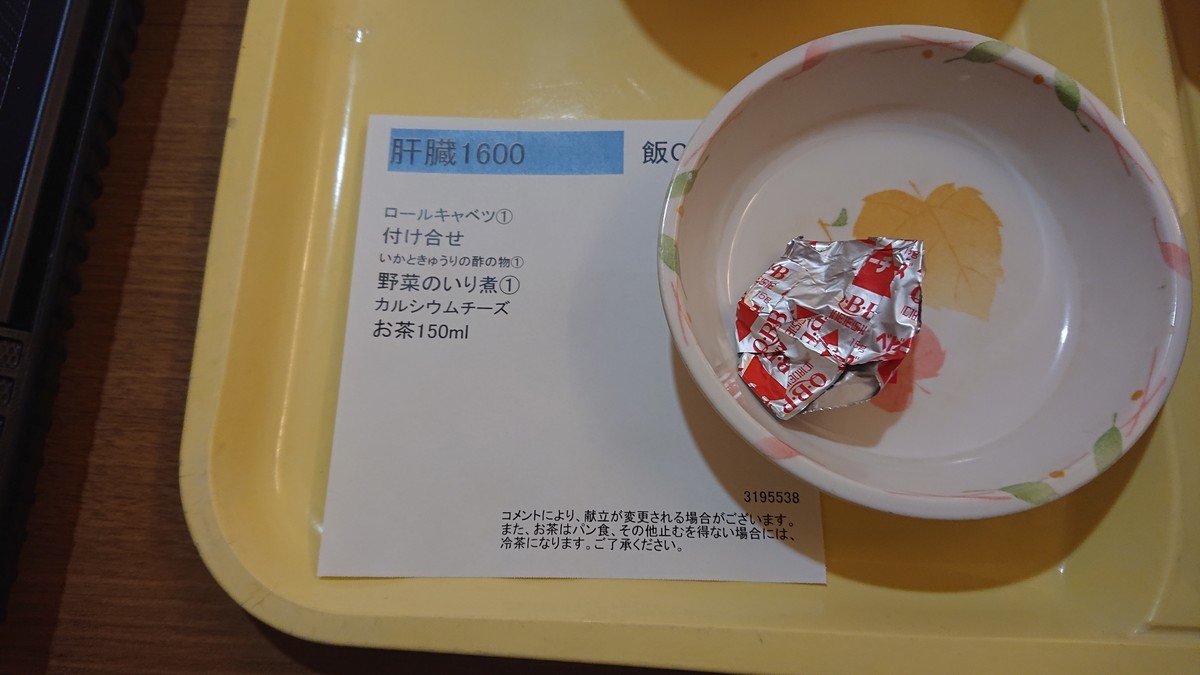 肝臓1600 飯C
ロールキャベツ①
付け合せ
いかときゅうりの酢の物①
野菜のいり煮①
カルシウムチーズ
お茶150ml
3195538
コメントにより、献立が変更される場合がございます。
また、お茶はパン食、その他止むを得ない場合には、
冷茶になります。ご了承ください。
Q·B·B